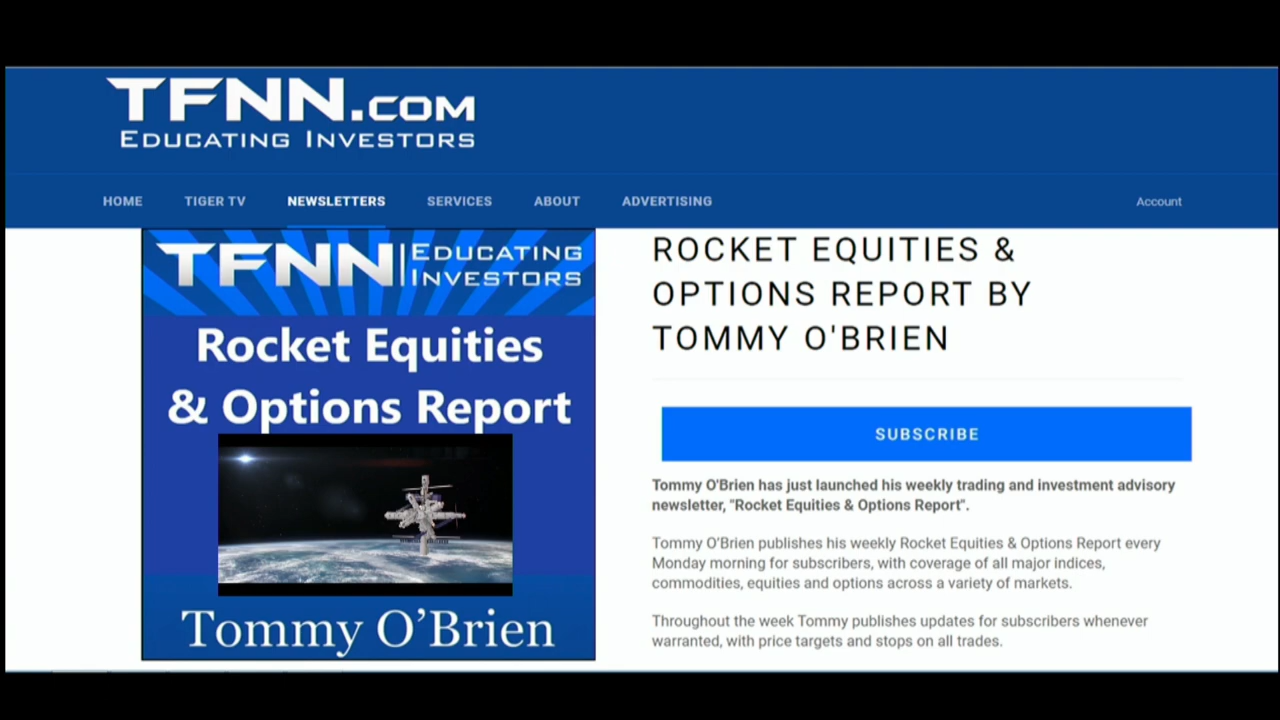 TFNN.COM
EDUCATING INVESTORS
HOME TIGER TV NEWSLETTERS SERVICES ABOUT ADVERTISING Account
TFNN EDUCATING
INVESTORS
Rocket Equities
& Options Report
Tommy O’Brien
ROCKET EQUITIES &
OPTIONS REPORT BY
TOMMY O'BRIEN
SUBSCRIBE
Tommy O'Brien has just launched his weekly trading and investment advisory
newsletter, "Rocket Equities & Options Report".
Tommy O’Brien publishes his weekly Rocket Equities & Options Report every
Monday morning for subscribers, with coverage of all major indices,
commodities, equities and options across a variety of markets.
Throughout the week Tommy publishes updates for subscribers whenever
warranted, with price targets and stops on all trades.